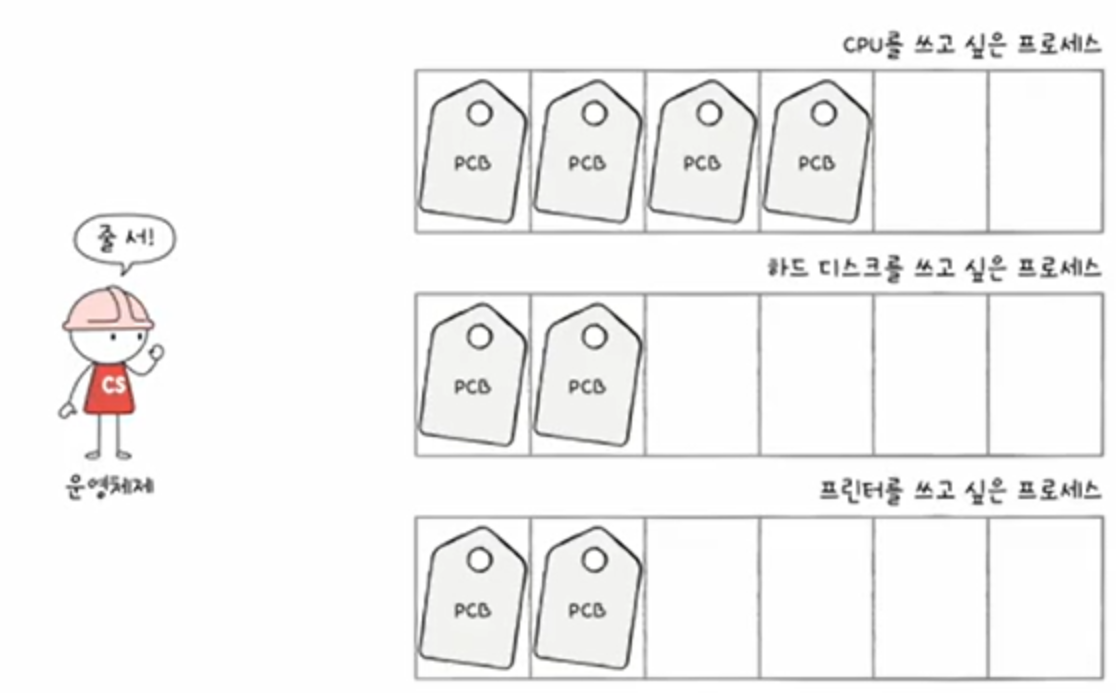 CPU를 쓰고 싶은 프로세스
PCB PCB PCB PCB
줄 서!
하드 디스크를 쓰고 싶은 프로세스
PCB PCB
CS
운영체제
프린터를 쓰고 싶은 프로세스
PCB PCB